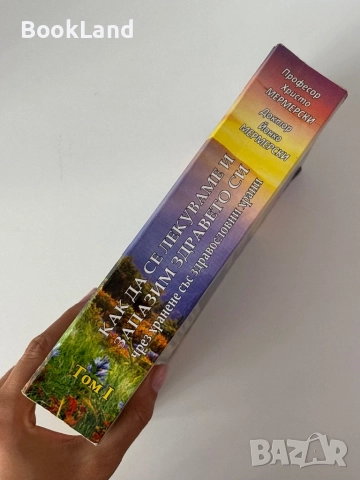 BookLand
Професор
Христо
МЕРМЕРСКИ
Доктор
Йонко
МЕРМЕРСКИ
КАК ДА СЕ ЛЕКУВАМЕ И
ЗАПАЗИМ ЗДРАВЕТО СИ
чрез хранене със здравословни храни
Том I
BAZAR